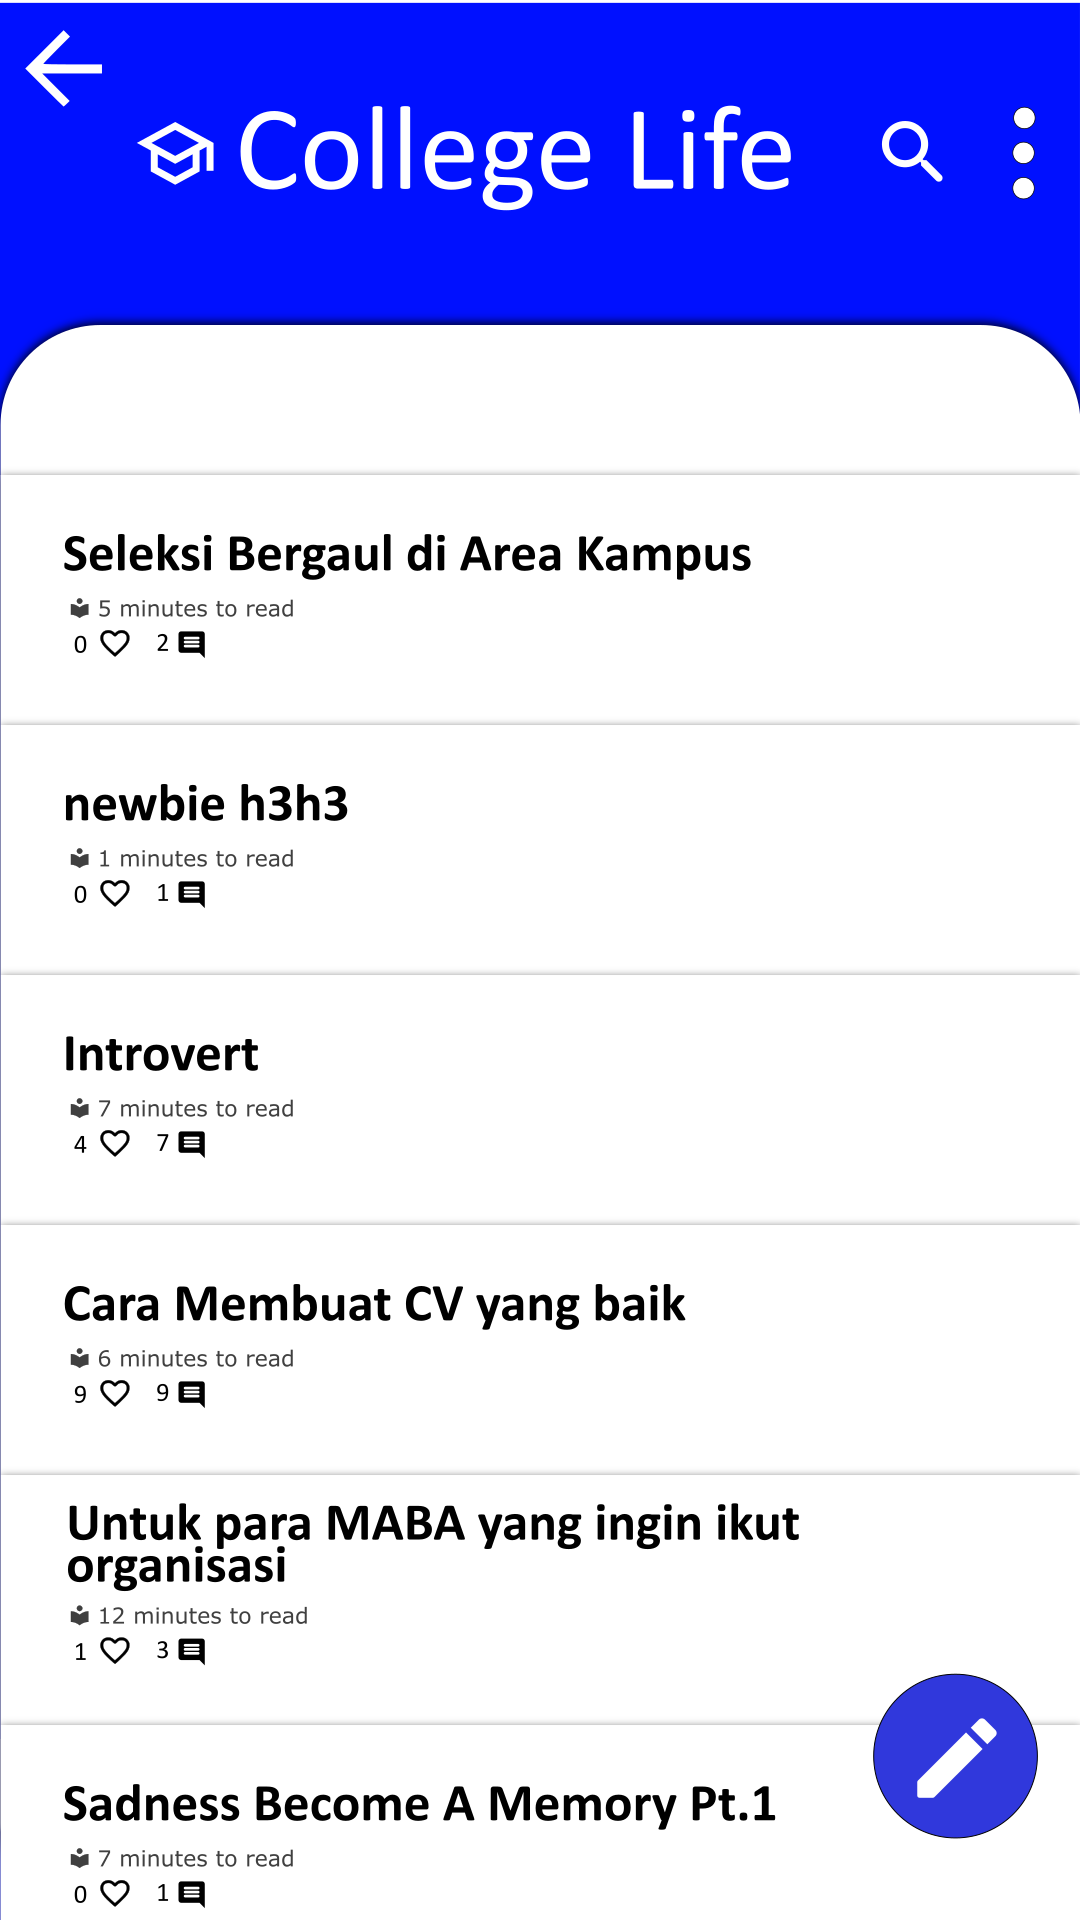 College Life
Seleksi Bergaul di Area Kampus
5 minutes to read
0 2
newbie h3h3
1 minutes to read
0 1
Introvert
7 minutes to read
4 7
Cara Membuat CV yang baik
6 minutes to read
9 9
Untuk para MABA yang ingin ikut
organisasi
12 minutes to read
1 3
Sadness Become A Memory Pt.1
7 minutes to read
0 1